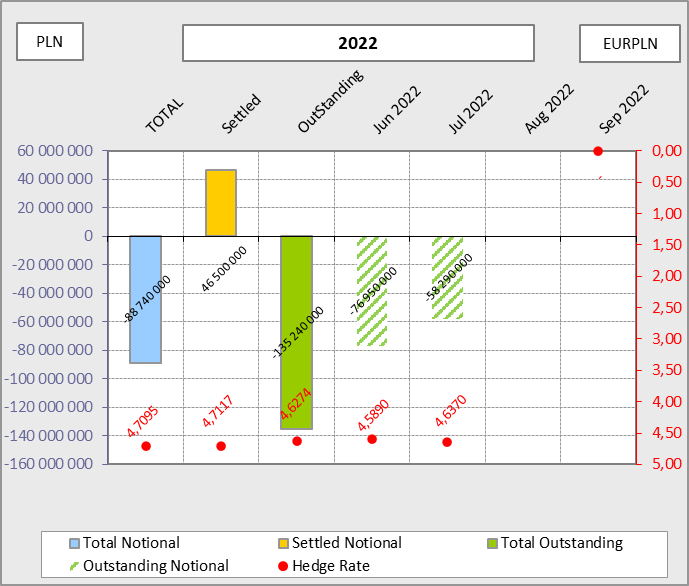 PLN
2022
EURPLN
TOTAL
Settled
OutStanding
Jun 2022
Jul 2022
Aug 2022
Sep 2022
60 000 000
40 000 000
20 000 000
0
-20 000 000
-40 000 000
-60 000 000
-80 000 000
-100 000 000
-120 000 000
-140 000 000
-160 000 000
0,00
0,50
1,00
1,50
2,00
2,50
3,00
3,50
4,00
4,50
5,00
-88 740 000
46 500 000
-135 240 000
-76 950 000
-58 290 000
4,7095
4,7117
4,6274
4,5890
4,6370
Total Notional
Settled Notional
Total Outstanding
Outstanding Notional
Hedge Rate